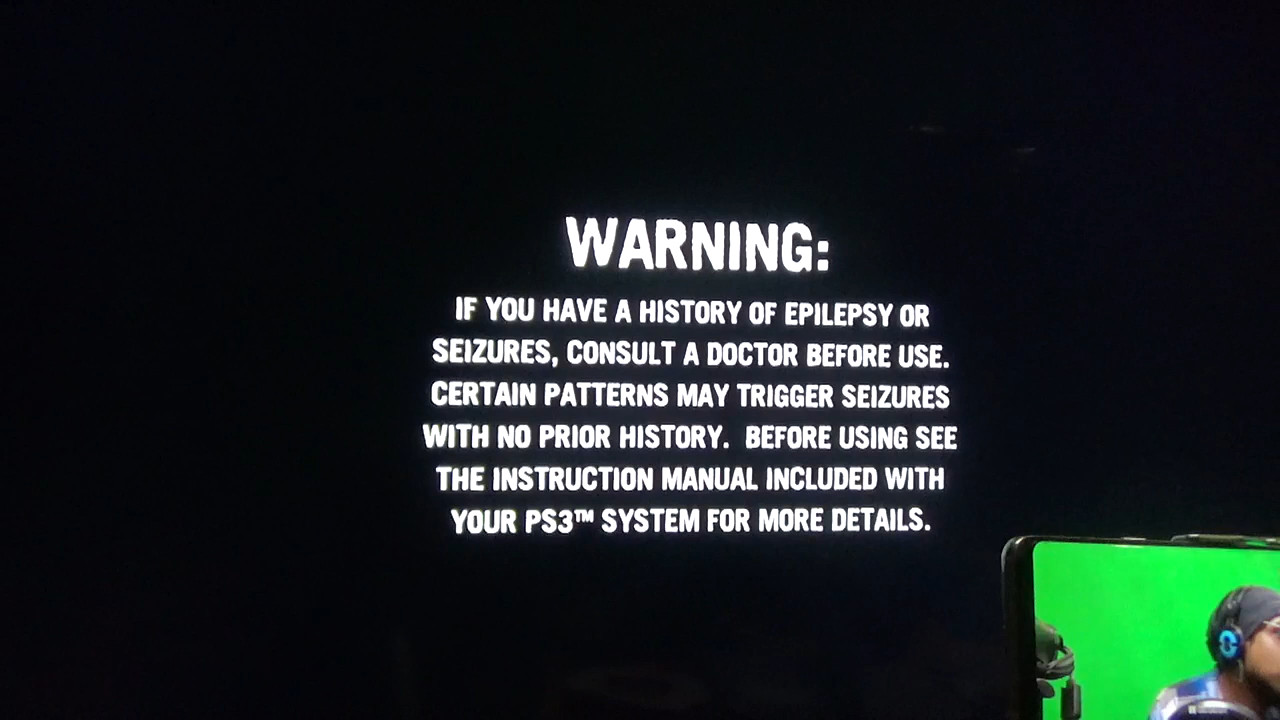 WARNING:
IF YOU HAVE A HISTORY OF EPILEPSY OR
SEIZURES, CONSULT A DOCTOR BEFORE USE.
CERTAIN PATTERNS MAY TRIGGER SEIZURES
WITH NO PRIOR HISTORY.  BEFORE USING SEE
THE INSTRUCTION MANUAL INCLUDED WITH
YOUR PS3™ SYSTEM FOR MORE DETAILS.